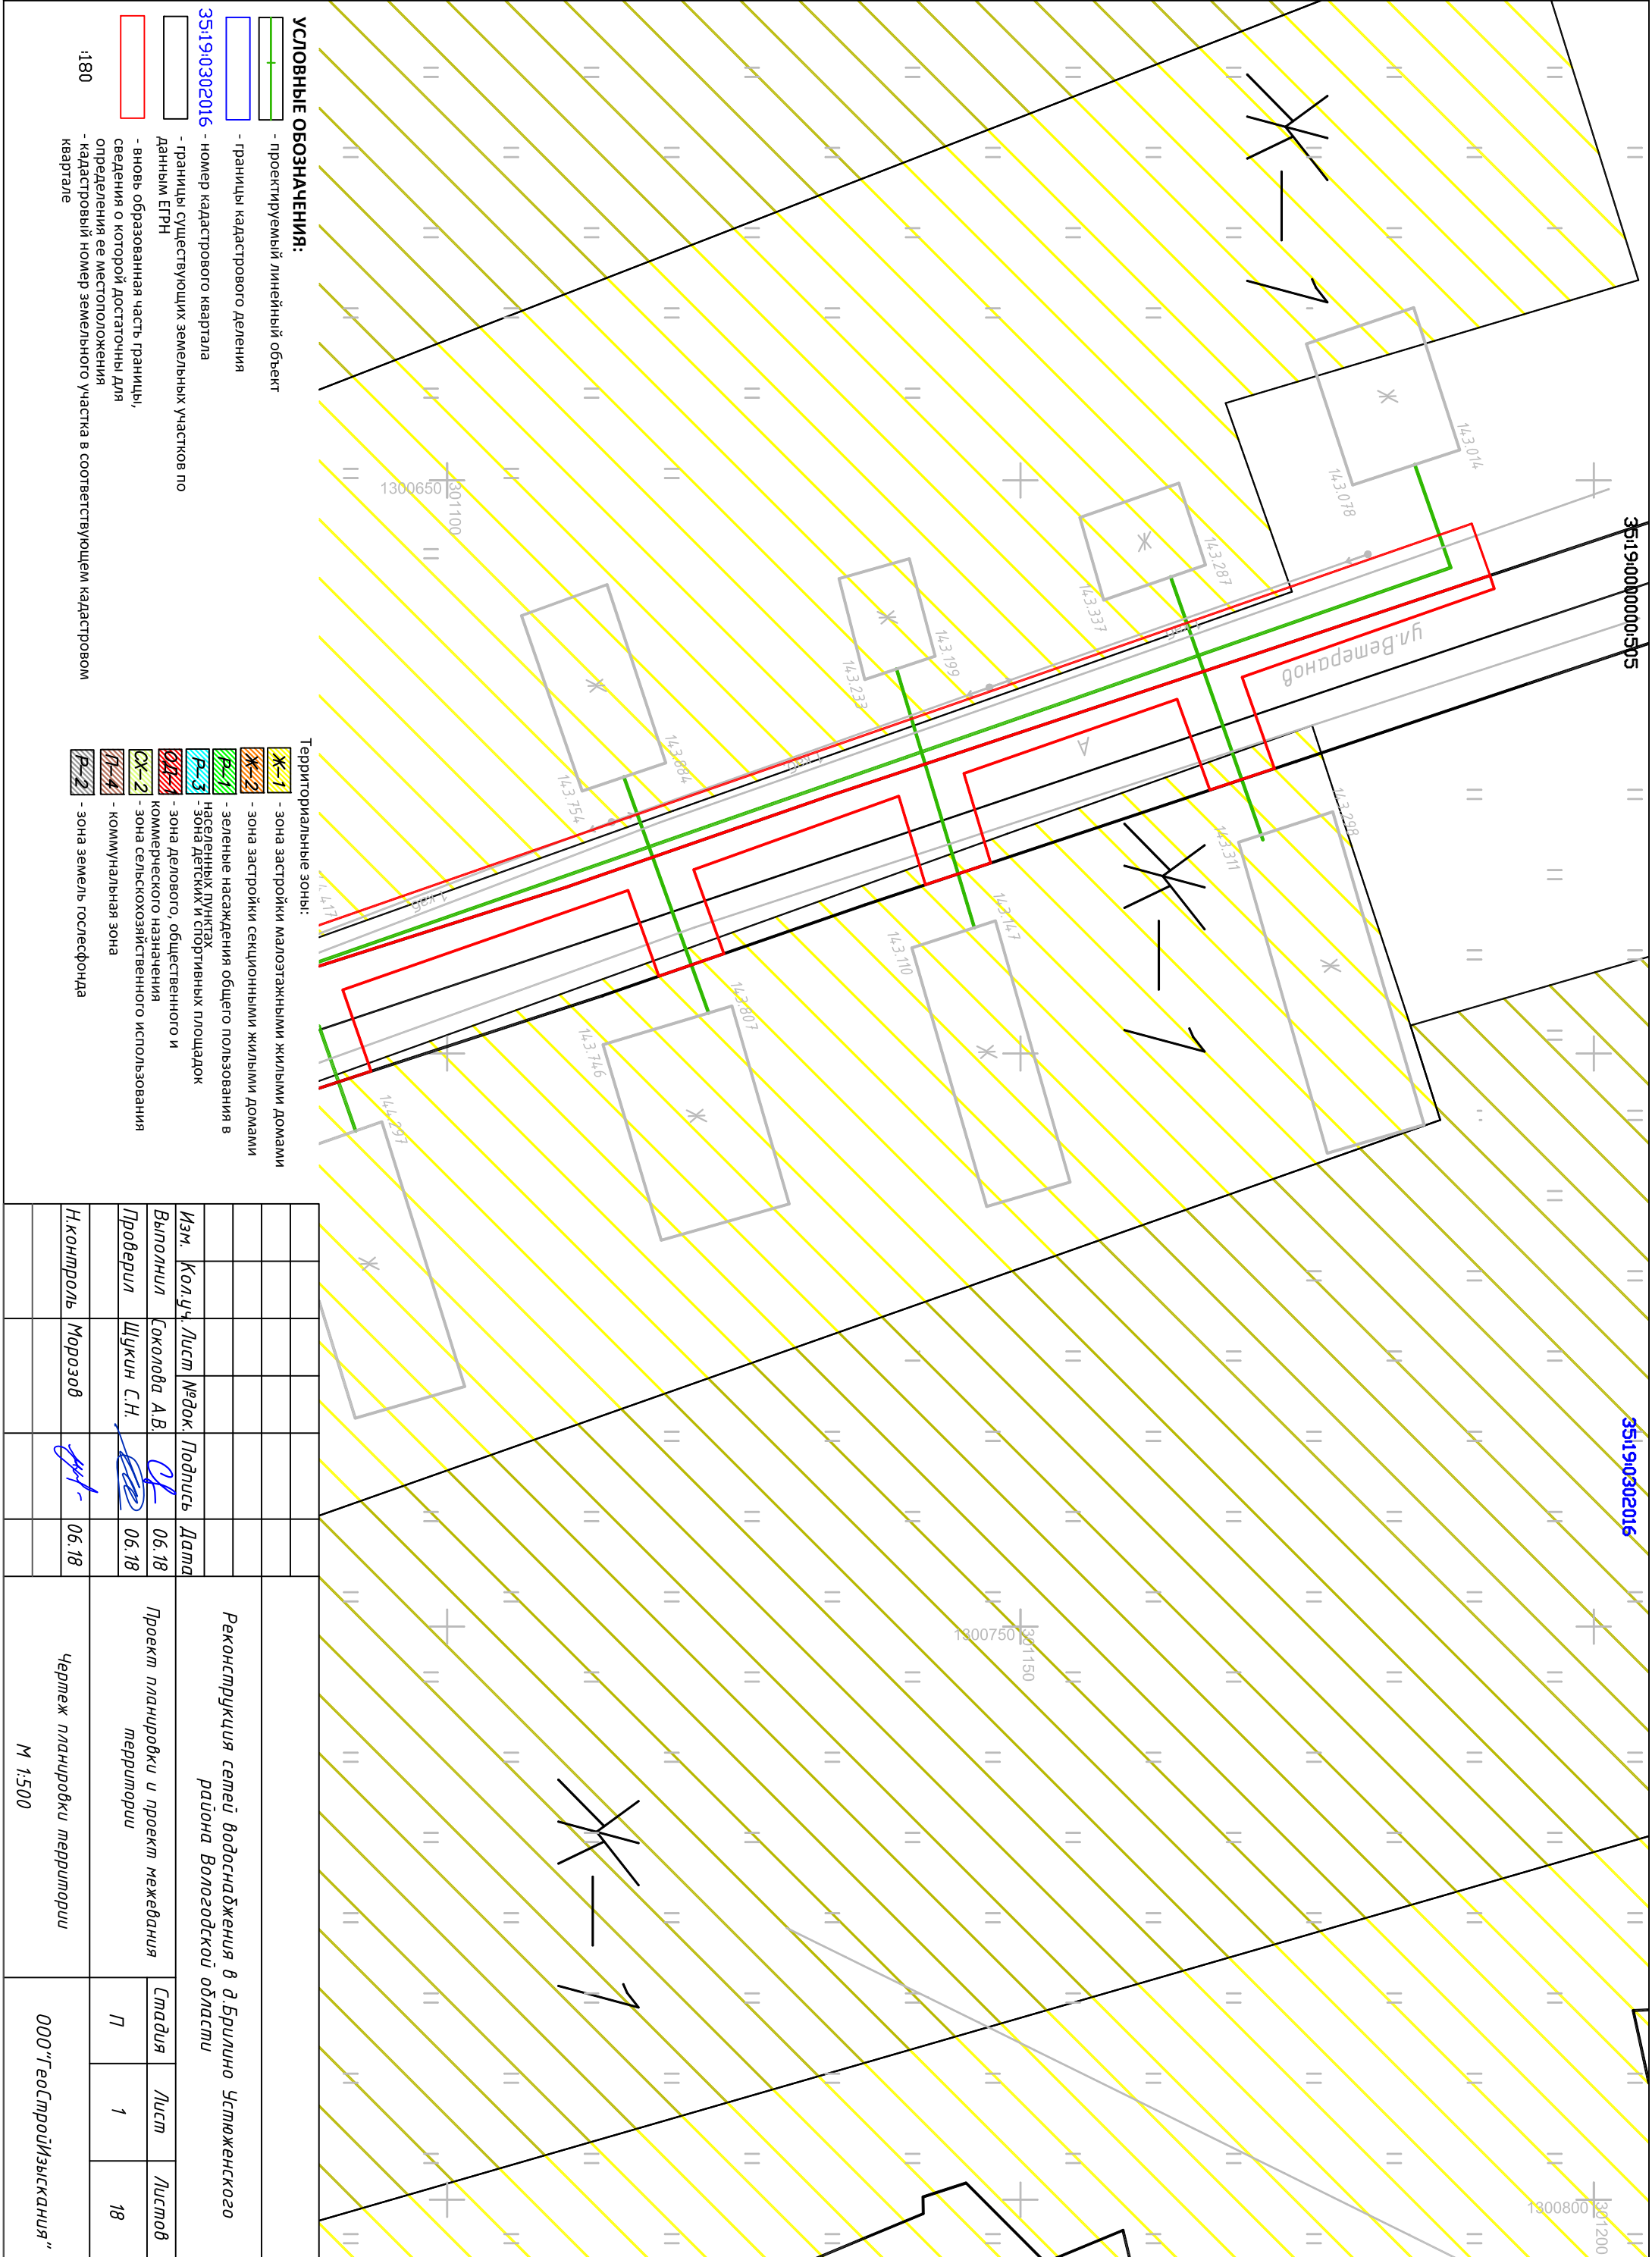 35:19:0000000:505
35:19:0302016
Ж-1
Ж-1
Ж-1
ул.Ветеранов
Ж
143.014
143.078
Ж
143.287
143.337
Ж
143.199
143.233
Ж
143.884
143.754
Ж
143.298
143.311
Ж
143.147
143.110
Ж
143.807
143.746
Ж
144.297
1300650
301100
1300750
301150
1300800
301200
УСЛОВНЫЕ ОБОЗНАЧЕНИЯ:
- проектируемый линейный объект
- границы кадастрового деления
35:19:0302016 - номер кадастрового квартала
- границы существующих земельных участков по
данным ЕГРН
- вновь образованная часть границы,
сведения о которой достаточны для
определения ее местоположения
:180 - кадастровый номер земельного участка в соответствующем кадастровом
квартале
Территориальные зоны:
Ж-1 - зона застройки малоэтажными жилыми домами
Ж-2 - зона застройки секционными жилыми домами
Р-1 - зеленые насаждения общего пользования в
населенных пунктах
Р-3 - зона детских и спортивных площадок
ОД-1 - зона делового, общественного и
коммерческого назначения
СХ-2 - зона сельскохозяйственного использования
П-4 - коммунальная зона
Р-2 - зона земель гослесфонда
Изм. Кол.уч. Лист №док. Подпись Дата
Выполнил Соколова А.В. 06.18
Проверил Щукин С.Н. 06.18
Н.контроль Морозов 06.18
Реконструкция сетей водоснабжения в д.Брилино Устюженского
района Вологодской области
Проект планировки и проект межевания
территории
Стадия Лист Листов
П 1 18
Чертеж планировки территории
М 1:500
ООО"ГеоСтройИзыскания"